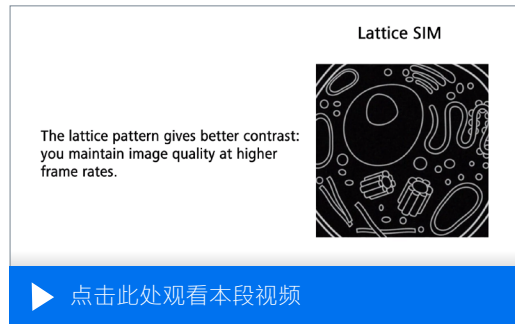 Lattice SIM
The lattice pattern gives better contrast:
you maintain image quality at higher
frame rates.
点击此处观看本段视频